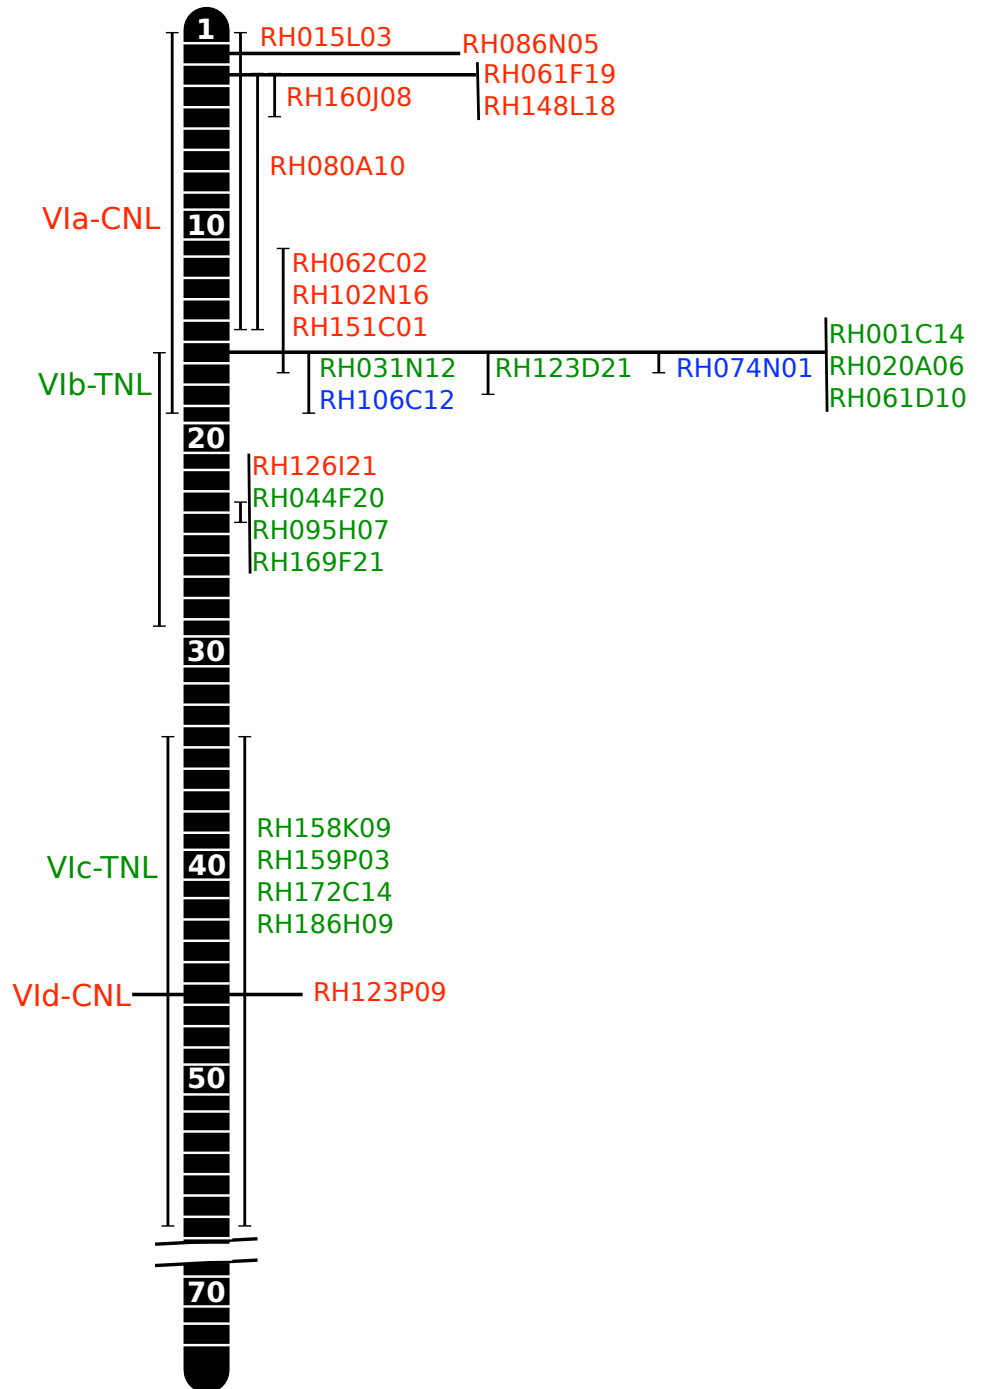 1
RH015L03
RH086N05
RH061F19
RH160J08
RH148L18
RH080A10
VIa-CNL
10
RH062C02
RH102N16
RH151C01
RH001C14
RH020A06
RH061D10
VIb-TNL
RH031N12
RH106C12
RH123D21
RH074N01
20
RH126I21
RH044F20
RH095H07
RH169F21
30
RH158K09
RH159P03
RH172C14
RH186H09
VIc-TNL
40
VId-CNL
RH123P09
50
70